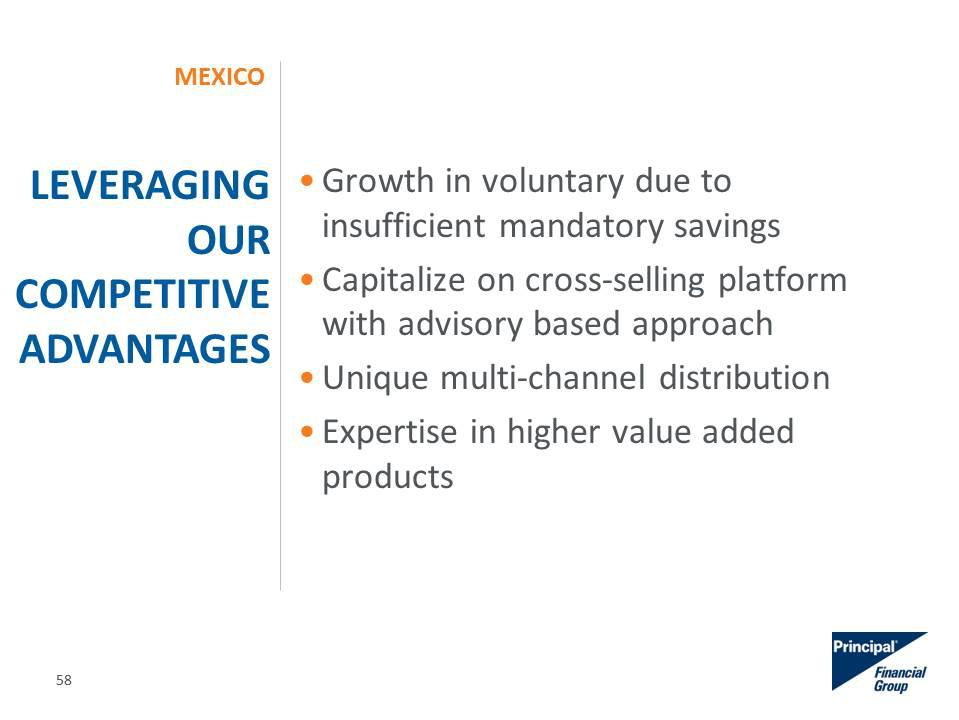 MEXICO
LEVERAGING
OUR
COMPETITIVE
ADVANTAGES
• Growth in voluntary due to
insufficient mandatory savings
• Capitalize on cross-selling platform
with advisory based approach
• Unique multi-channel distribution
• Expertise in higher value added
products
58
Principal®
Financial
Group